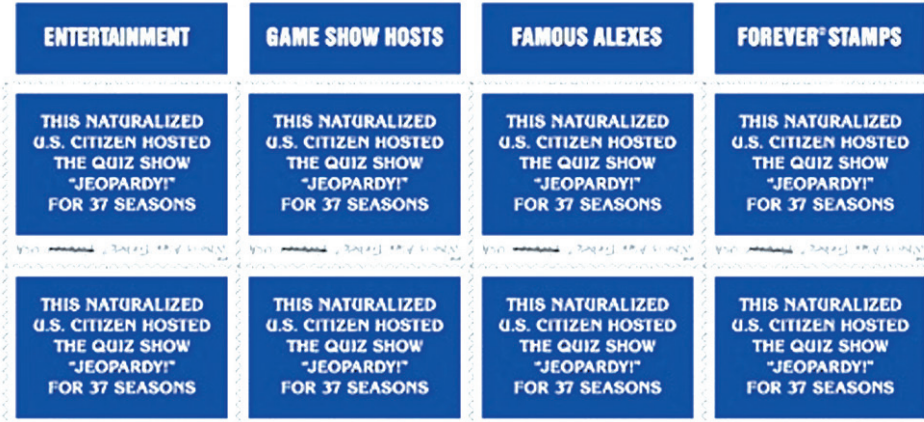 ENTERTAINMENT
GAME SHOW HOSTS
FAMOUS ALEXES
FOREVER® STAMPS
THIS NATURALIZED
U.S. CITIZEN HOSTED
THE QUIZ SHOW
"JEOPARDY!"
FOR 37 SEASONS
THIS NATURALIZED
U.S. CITIZEN HOSTED
THE QUIZ SHOW
"JEOPARDY!"
FOR 37 SEASONS
THIS NATURALIZED
U.S. CITIZEN HOSTED
THE QUIZ SHOW
"JEOPARDY!"
FOR 37 SEASONS
THIS NATURALIZED
U.S. CITIZEN HOSTED
THE QUIZ SHOW
"JEOPARDY!"
FOR 37 SEASONS
THIS NATURALIZED
U.S. CITIZEN HOSTED
THE QUIZ SHOW
"JEOPARDY!"
FOR 37 SEASONS
THIS NATURALIZED
U.S. CITIZEN HOSTED
THE QUIZ SHOW
"JEOPARDY!"
FOR 37 SEASONS
THIS NATURALIZED
U.S. CITIZEN HOSTED
THE QUIZ SHOW
"JEOPARDY!"
FOR 37 SEASONS
THIS NATURALIZED
U.S. CITIZEN HOSTED
THE QUIZ SHOW
"JEOPARDY!"
FOR 37 SEASONS